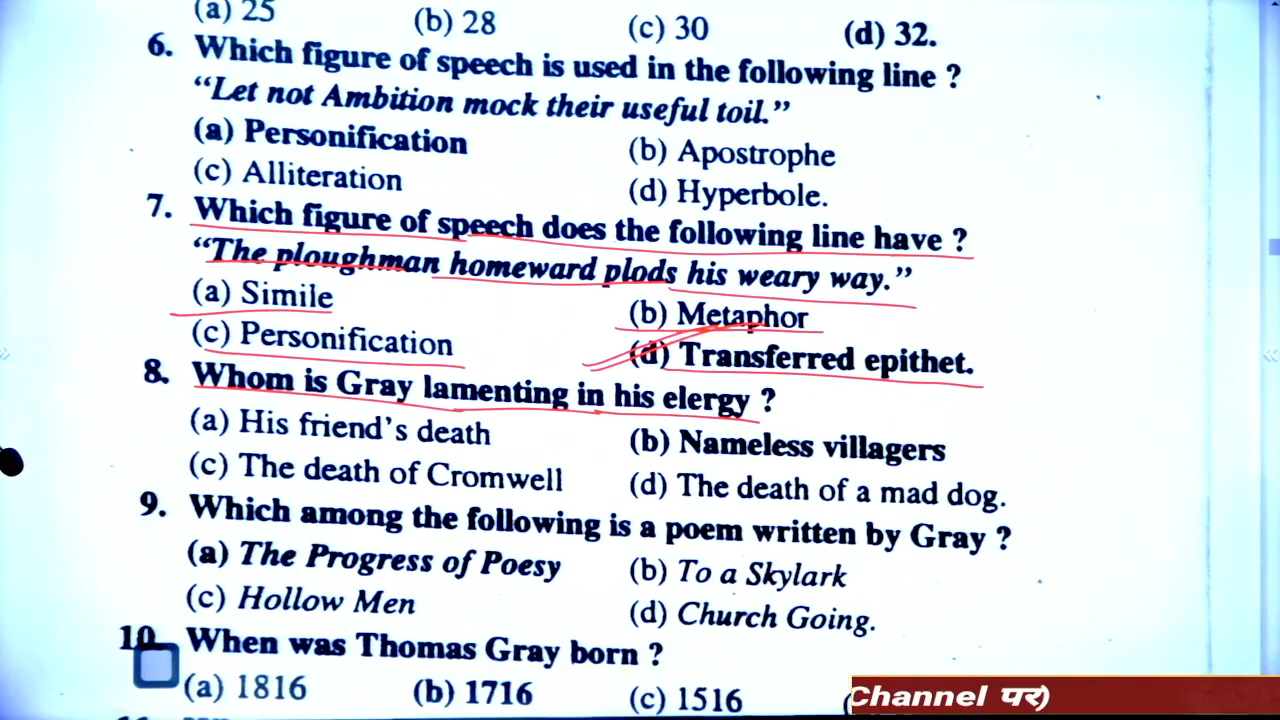 (a) 25 (b) 28 (c) 30 (d) 32.
6. Which figure of speech is used in the following line ?
“Let not Ambition mock their useful toil.”
(a) Personification (b) Apostrophe
(c) Alliteration (d) Hyperbole.
7. Which figure of speech does the following line have ?
“The ploughman homeward plods his weary way.”
(a) Simile (b) Metaphor
(c) Personification (d) Transferred epithet.
8. Whom is Gray lamenting in his elergy ?
(a) His friend’s death (b) Nameless villagers
(c) The death of Cromwell (d) The death of a mad dog.
9. Which among the following is a poem written by Gray ?
(a) The Progress of Poesy (b) To a Skylark
(c) Hollow Men (d) Church Going.
10. When was Thomas Gray born ?
(a) 1816 (b) 1716 (c) 1516
Channel पर)